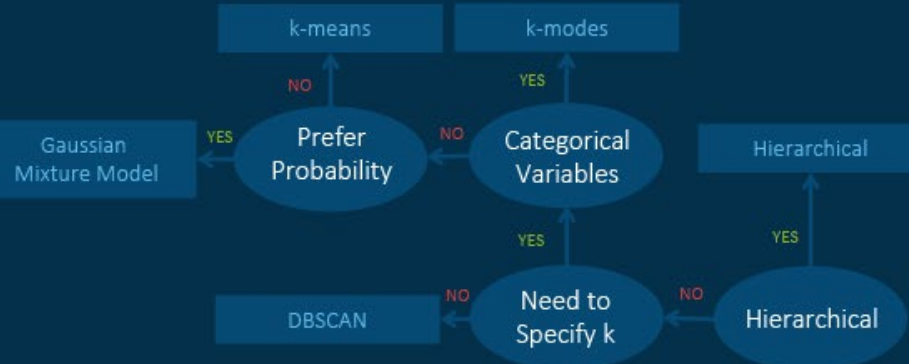 k-means
k-modes
NO
YES
Gaussian
Mixture Model
YES
Prefer
Probability
NO
Categorical
Variables
Hierarchical
YES
YES
DBSCAN
NO
Need to
Specify k
NO
Hierarchical